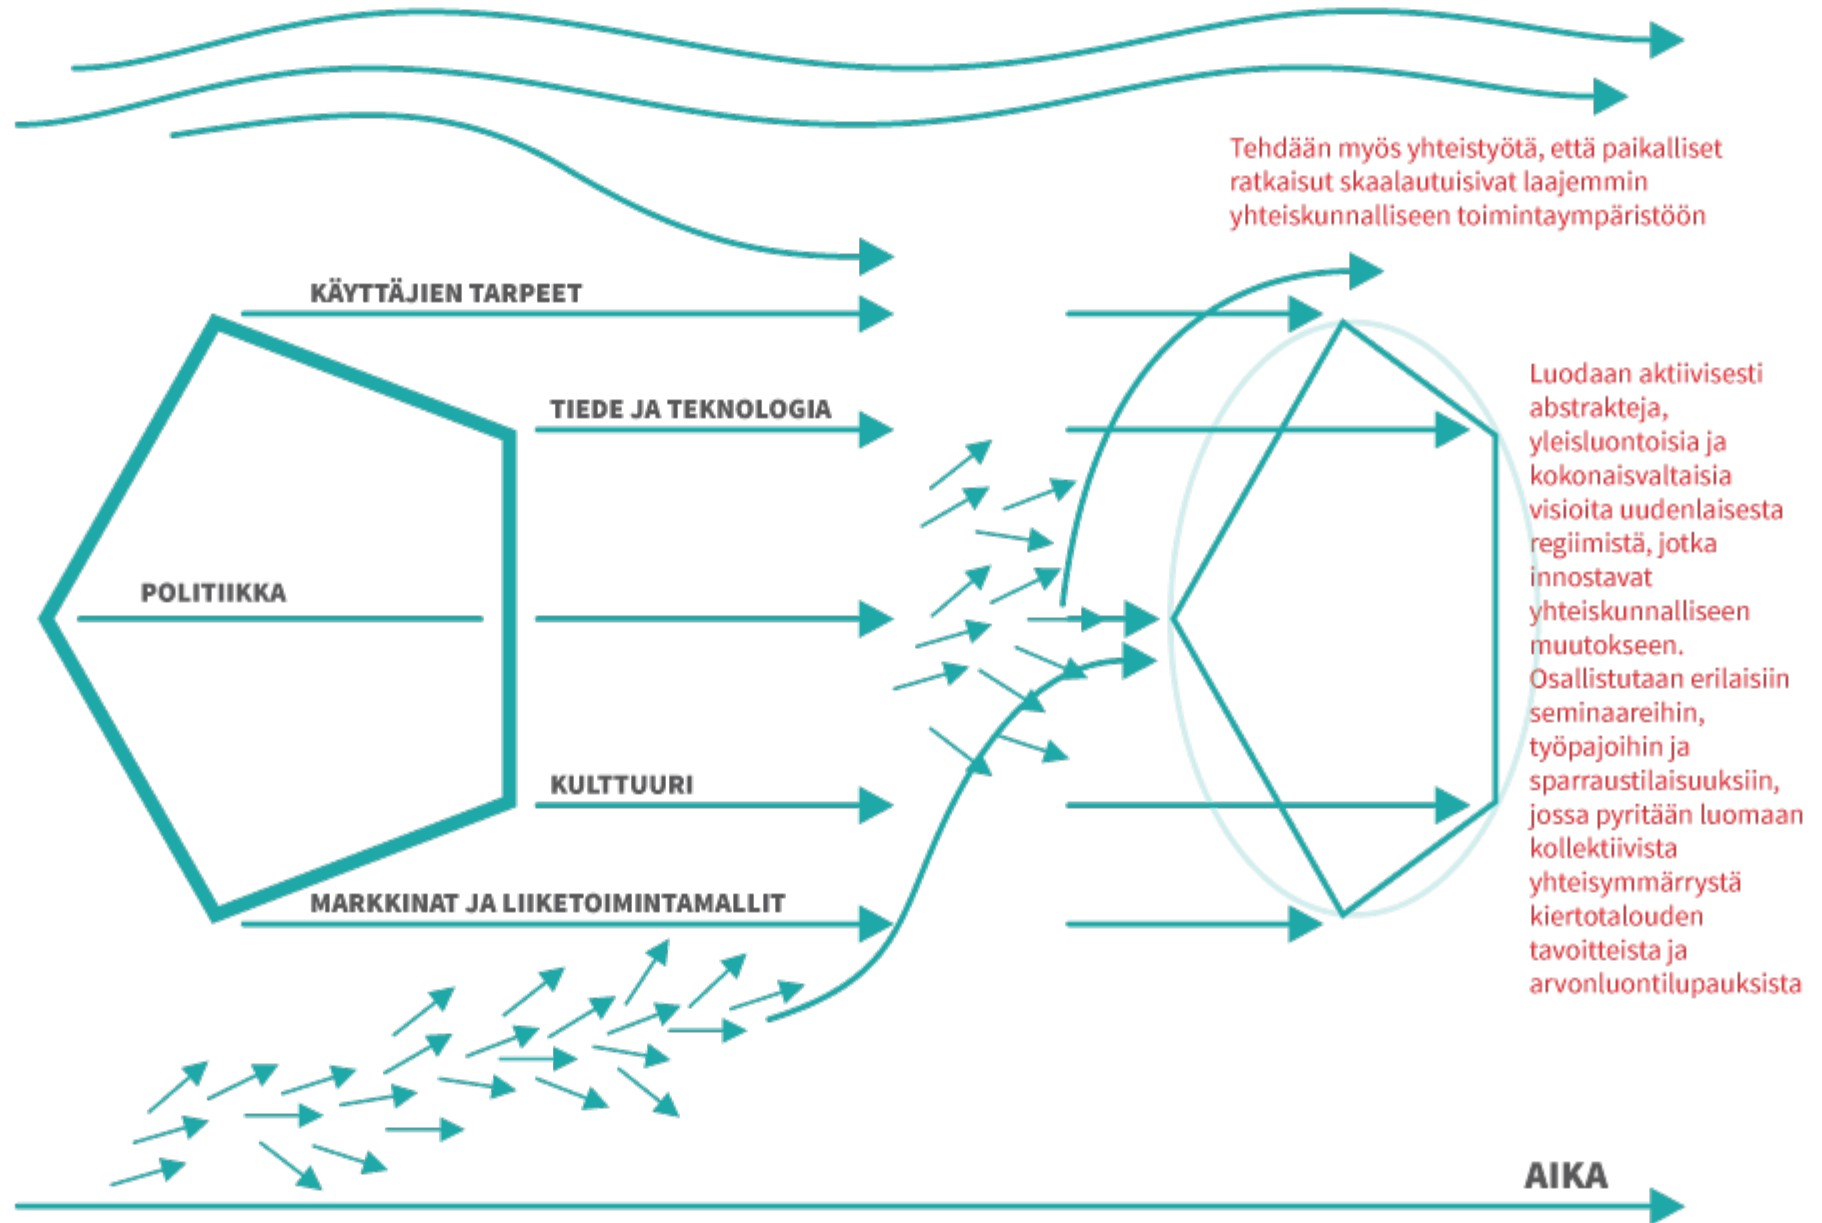 Tehdään myös yhteistyötä, että paikalliset
ratkaisut skaalautuisivat laajemmin
yhteiskunnalliseen toimintaympäristöön
KÄYTTÄJIEN TARPEET
TIEDE JA TEKNOLOGIA
POLITIIKKA
KULTTUURI
MARKKINAT JA LIIKETOIMINTAMALLIT
Luodaan aktiivisesti
abstrakteja,
yleisluontoisia ja
kokonaisvaltaisia
visioita uudenlaisesta
regiimistä, jotka
innostavat
yhteiskunnalliseen
muutokseen.
Osallistutaan erilaisiin
seminaareihin,
työpajoihin ja
sparraustilaisuuksiin,
jossa pyritään luomaan
kollektiivista
yhteisymmärrystä
kiertotalouden
tavoitteista ja
arvonluontilupauksista
AIKA